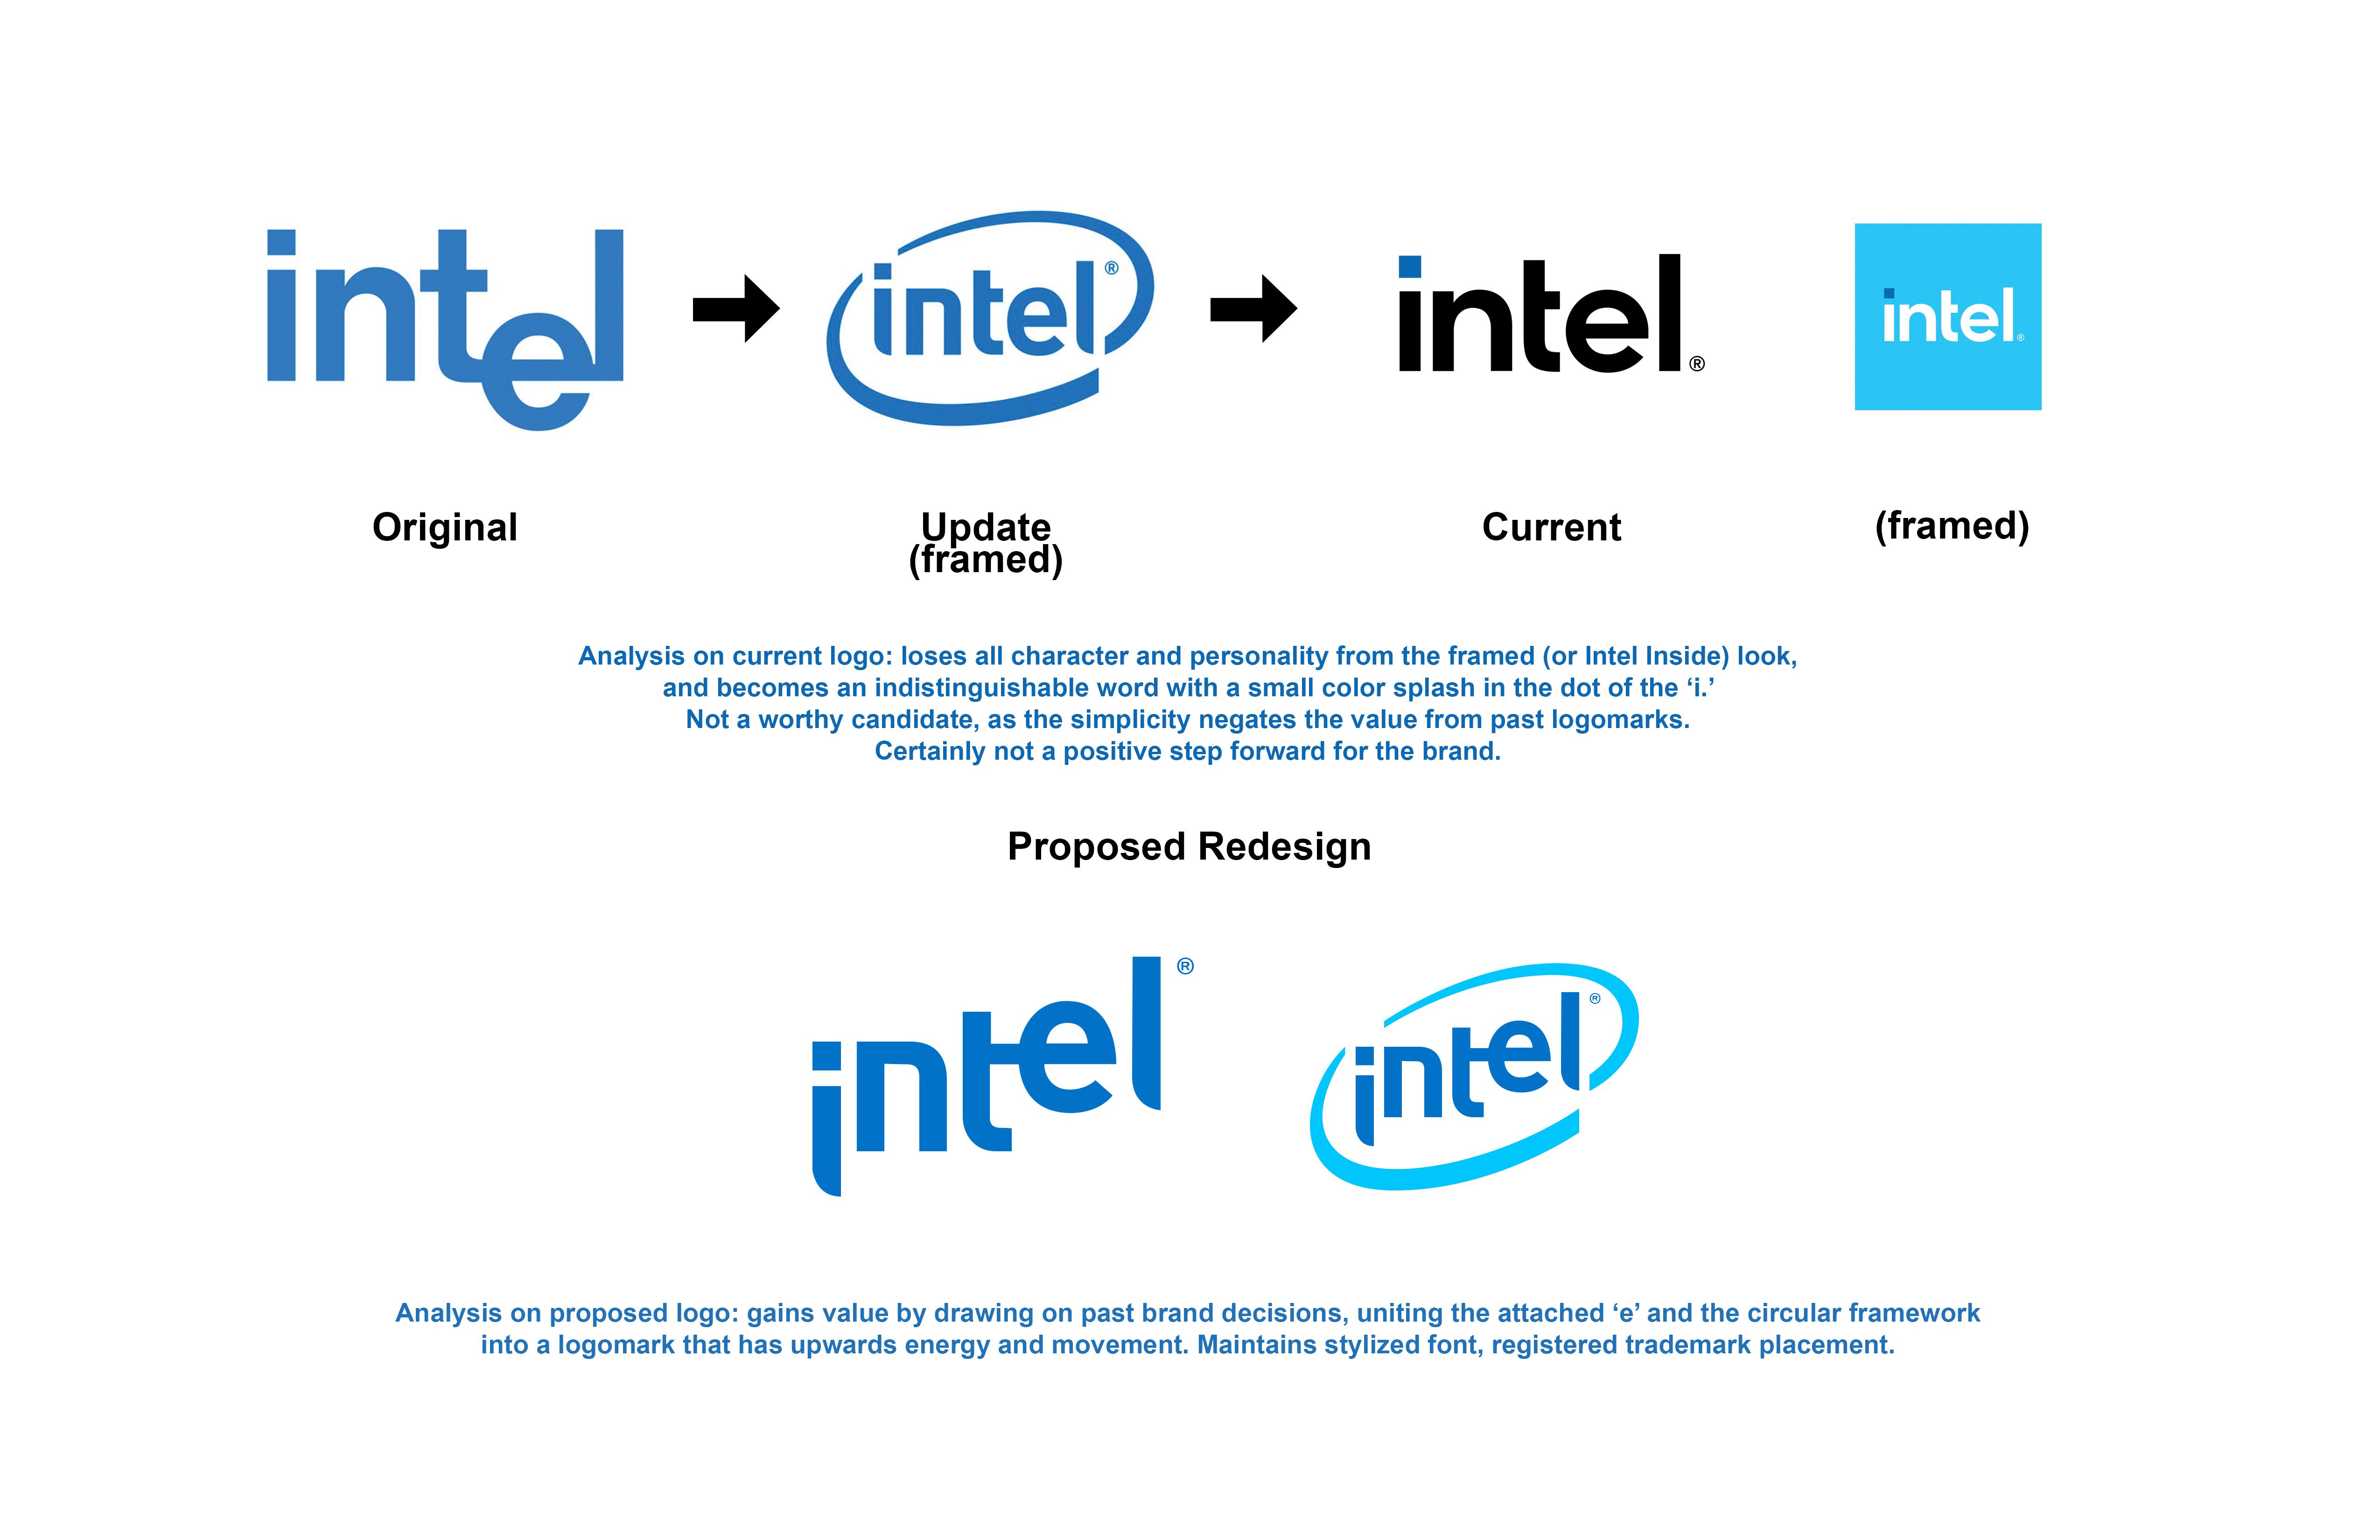 intel
intel®
intel®
intel®
Original
Update
(framed)
Current
(framed)
Analysis on current logo: loses all character and personality from the framed (or Intel Inside) look,
and becomes an indistinguishable word with a small color splash in the dot of the ‘i.’
Not a worthy candidate, as the simplicity negates the value from past logomarks.
Certainly not a positive step forward for the brand.
Proposed Redesign
intel®
intel®
Analysis on proposed logo: gains value by drawing on past brand decisions, uniting the attached ‘e’ and the circular framework
into a logomark that has upwards energy and movement. Maintains stylized font, registered trademark placement.